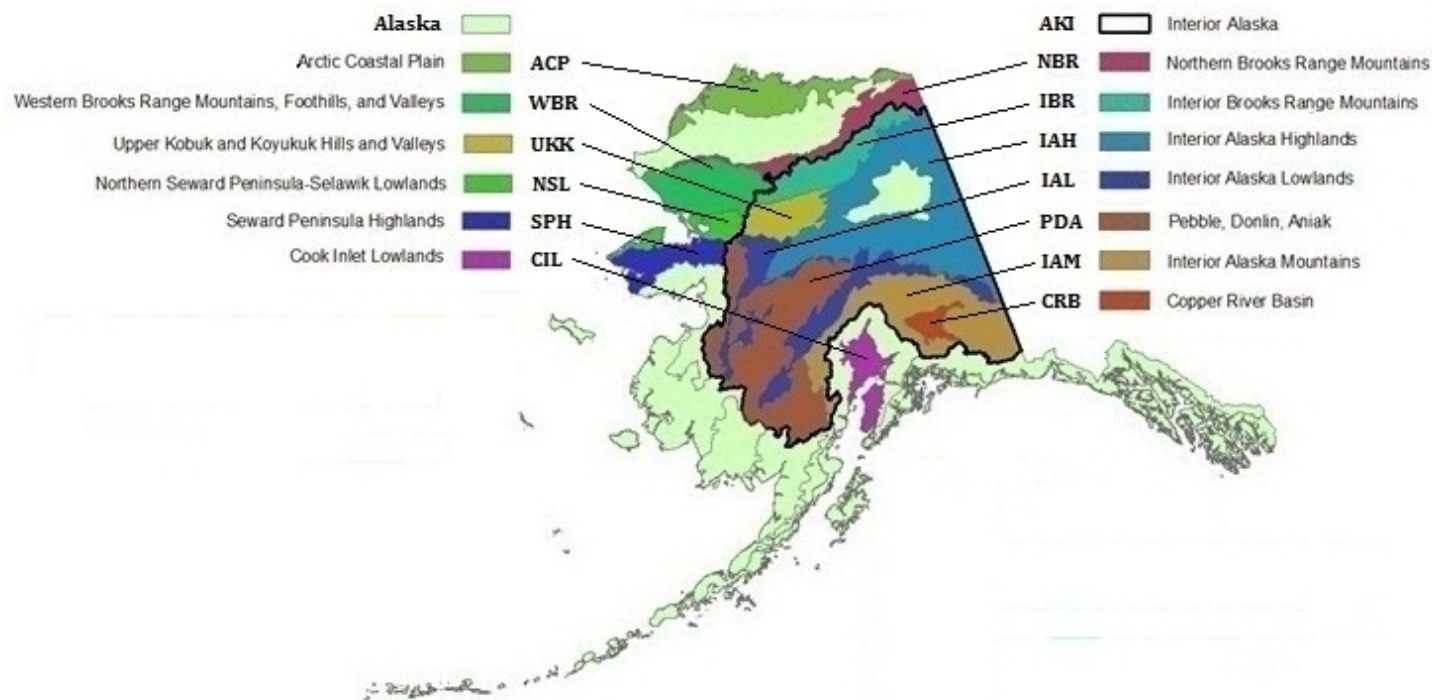 Alaska
Arctic Coastal Plain ACP
Western Brooks Range Mountains, Foothills, and Valleys WBR
Upper Kobuk and Koyukuk Hills and Valleys UKK
Northern Seward Peninsula-Selawik Lowlands NSL
Seward Peninsula Highlands SPH
Cook Inlet Lowlands CIL
AKI Interior Alaska
NBR Northern Brooks Range Mountains
IBR Interior Brooks Range Mountains
IAH Interior Alaska Highlands
IAL Interior Alaska Lowlands
PDA Pebble, Donlin, Aniak
IAM Interior Alaska Mountains
CRB Copper River Basin